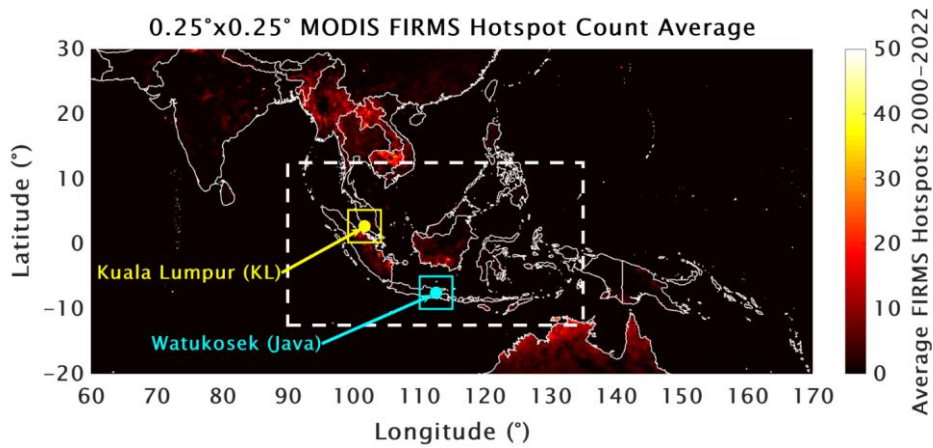 0.25°x0.25° MODIS FIRMS Hotspot Count Average
30
20
10
0
−10
−20
Latitude (°)
Kuala Lumpur (KL)
Watukosek (Java)
60 70 80 90 100 110 120 130 140 150 160 170
Longitude (°)
50
40
30
20
10
0
Average FIRMS Hotspots 2000–2022